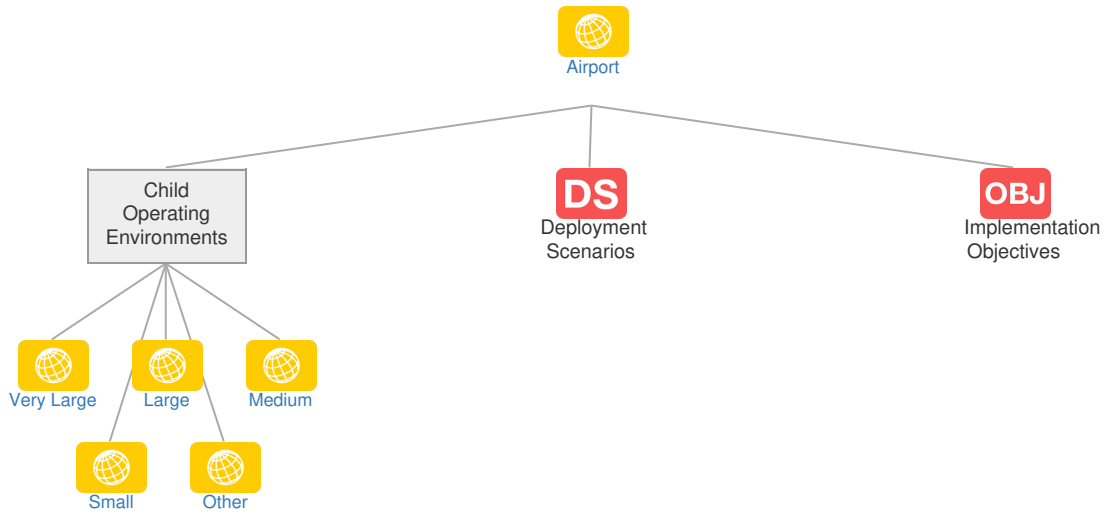 Airport
Child
Operating
Environments
DS
Deployment
Scenarios
OBJ
Implementation
Objectives
Very Large
Large
Medium
Small
Other